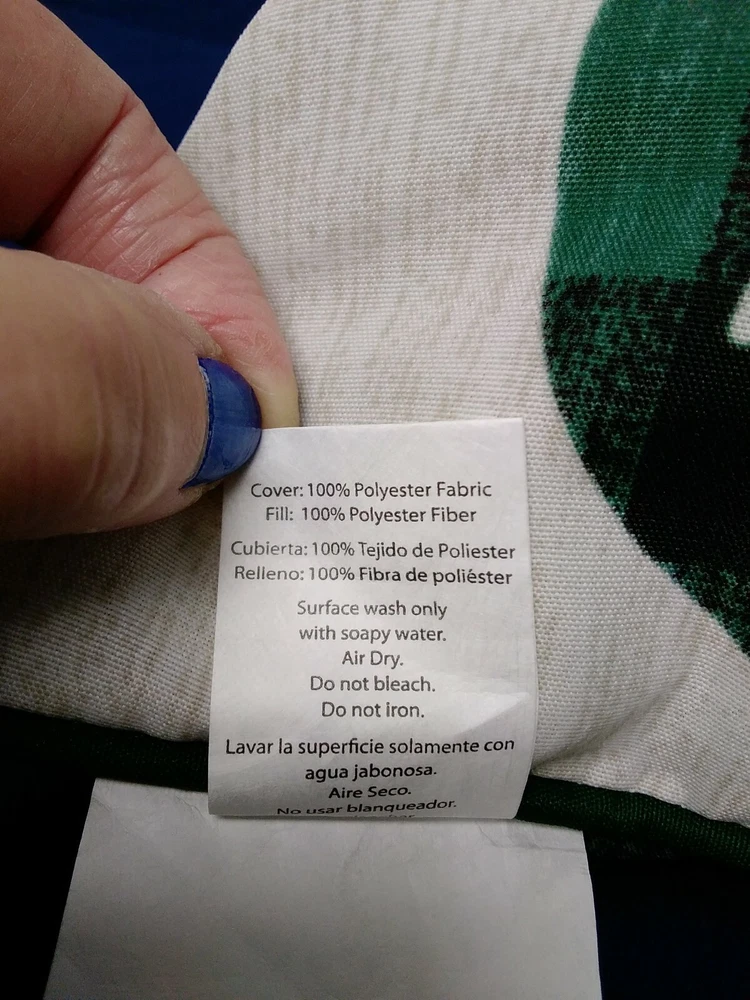 Cover: 100% Polyester Fabric
Fill: 100% Polyester Fiber
Cubierta: 100% Tejido de Poliester
Relleno: 100% Fibra de poliéster
Surface wash only
with soapy water.
Air Dry.
Do not bleach.
Do not iron.
Lavar la superficie solamente con
agua jabonosa.
Aire Seco.
No usar blanqueador.